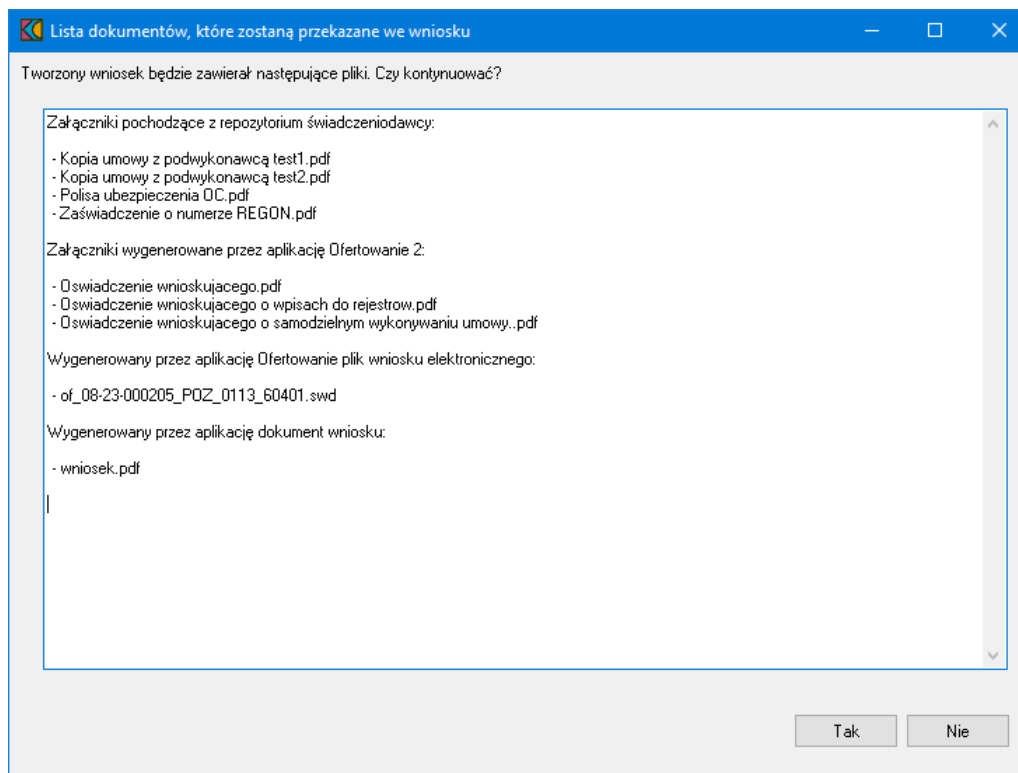 Lista dokumentów, które zostaną przekazane we wniosku
Tworzony wniosek będzie zawierał następujące pliki. Czy kontynuować?
Załączniki pochodzące z repozytorium świadczeniodawcy:
- Kopia umowy z podwykonawcą test1.pdf
- Kopia umowy z podwykonawcą test2.pdf
- Polisa ubezpieczenia OC.pdf
- Zaświadczenie o numerze REGON.pdf
Załączniki wygenerowane przez aplikację Ofertowanie 2:
- Oswiadczenie wnioskujacego.pdf
- Oswiadczenie wnioskujacego o wpisach do rejestrow.pdf
- Oswiadczenie wnioskujacego o samodzielnym wykonywaniu umowy..pdf
Wygenerowany przez aplikację Ofertowanie plik wniosku elektronicznego:
- of_08-23-000205_POZ_0113_60401.swd
Wygenerowany przez aplikację dokument wniosku:
- wniosek.pdf
Tak Nie